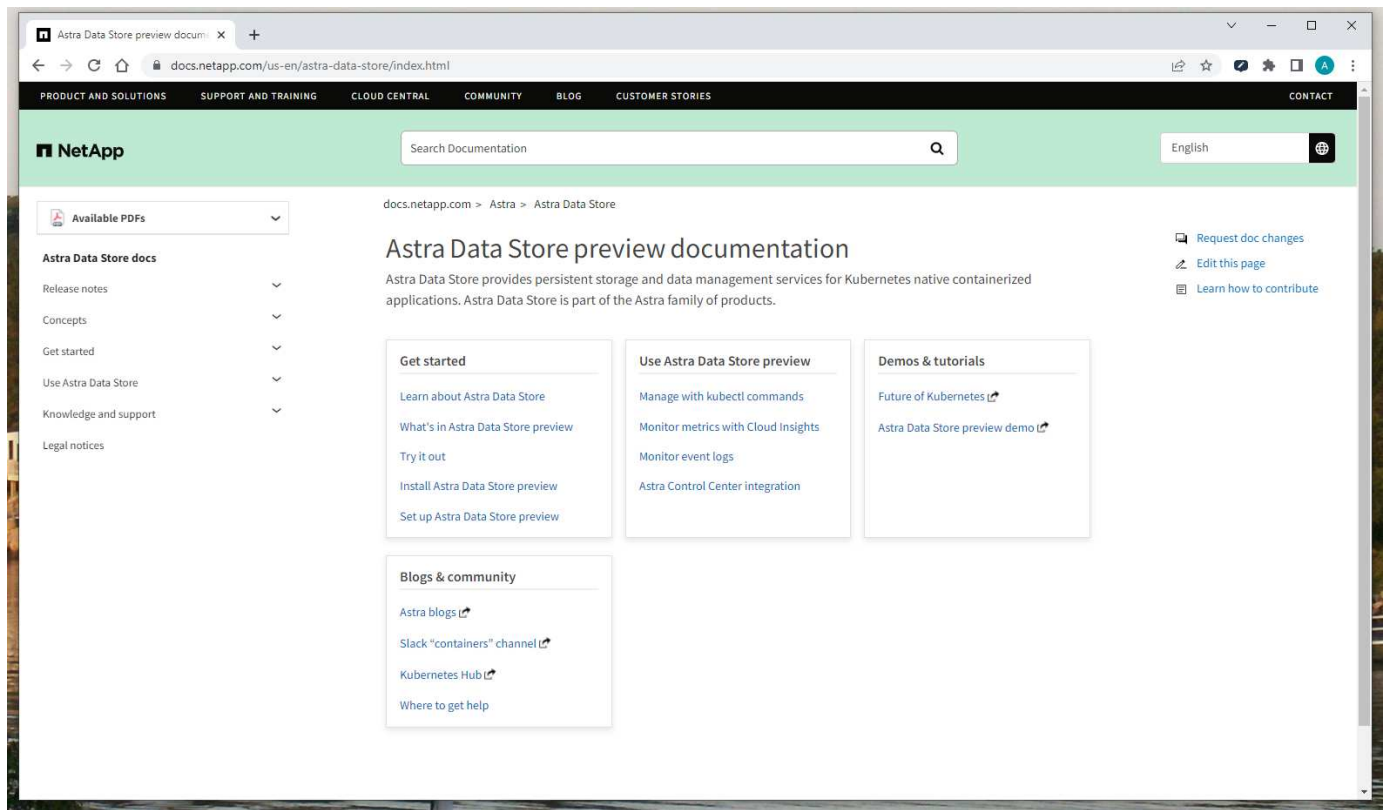 Astra Data Store preview docum
docs.netapp.com/us-en/astra-data-store/index.html
A
PRODUCT AND SOLUTIONS SUPPORT AND TRAINING CLOUD CENTRAL COMMUNITY BLOG CUSTOMER STORIES CONTACT
NetApp
Search Documentation
English
Available PDFs
Astra Data Store docs
Release notes
Concepts
Get started
Use Astra Data Store
Knowledge and support
Legal notices
docs.netapp.com > Astra > Astra Data Store
Astra Data Store preview documentation
Astra Data Store provides persistent storage and data management services for Kubernetes native containerized
applications. Astra Data Store is part of the Astra family of products.
Request doc changes
Edit this page
Learn how to contribute
Get started
Learn about Astra Data Store
What's in Astra Data Store preview
Try it out
Install Astra Data Store preview
Set up Astra Data Store preview
Use Astra Data Store preview
Manage with kubectl commands
Monitor metrics with Cloud Insights
Monitor event logs
Astra Control Center integration
Demos & tutorials
Future of Kubernetes
Astra Data Store preview demo
Blogs & community
Astra blogs
Slack “containers” channel
Kubernetes Hub
Where to get help